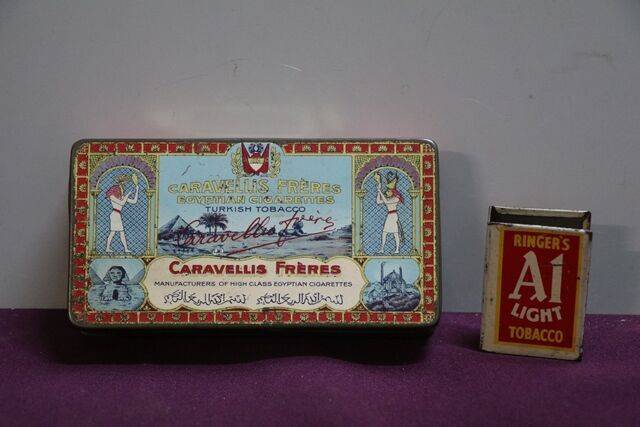 CARAVELLIS FRÈRES
EGYPTIAN CIGARETTES
TURKISH TOBACCO
Caravellis frères
CARAVELLIS FRÈRES
MANUFACTURERS OF HIGH CLASS EGYPTIAN CIGARETTES
RINGER'S
A1
LIGHT
TOBACCO